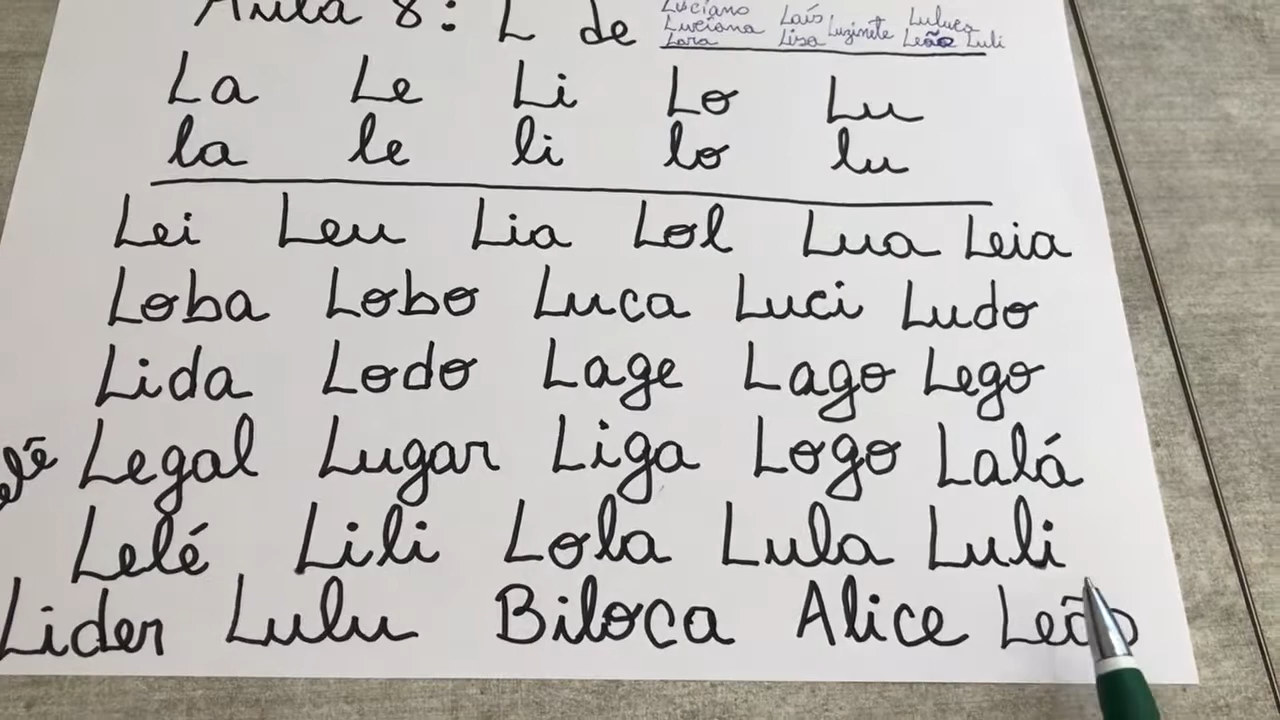 Aula 8: L de
Luciano
Luciana Laís Luzinete Luluca
Lara Lisa Leão Luli
La Le Li Lo Lu
la le li lo lu
Lei Leu Lia Lol Lua Leia
Loba Lobo Luca Luci Ludo
Lida Lodo Lage Lago Lego
Legal Lugar Liga Logo Lalá
Lelé Lili Lola Lula Luli
Lider Lulu Biloca Alice Leão